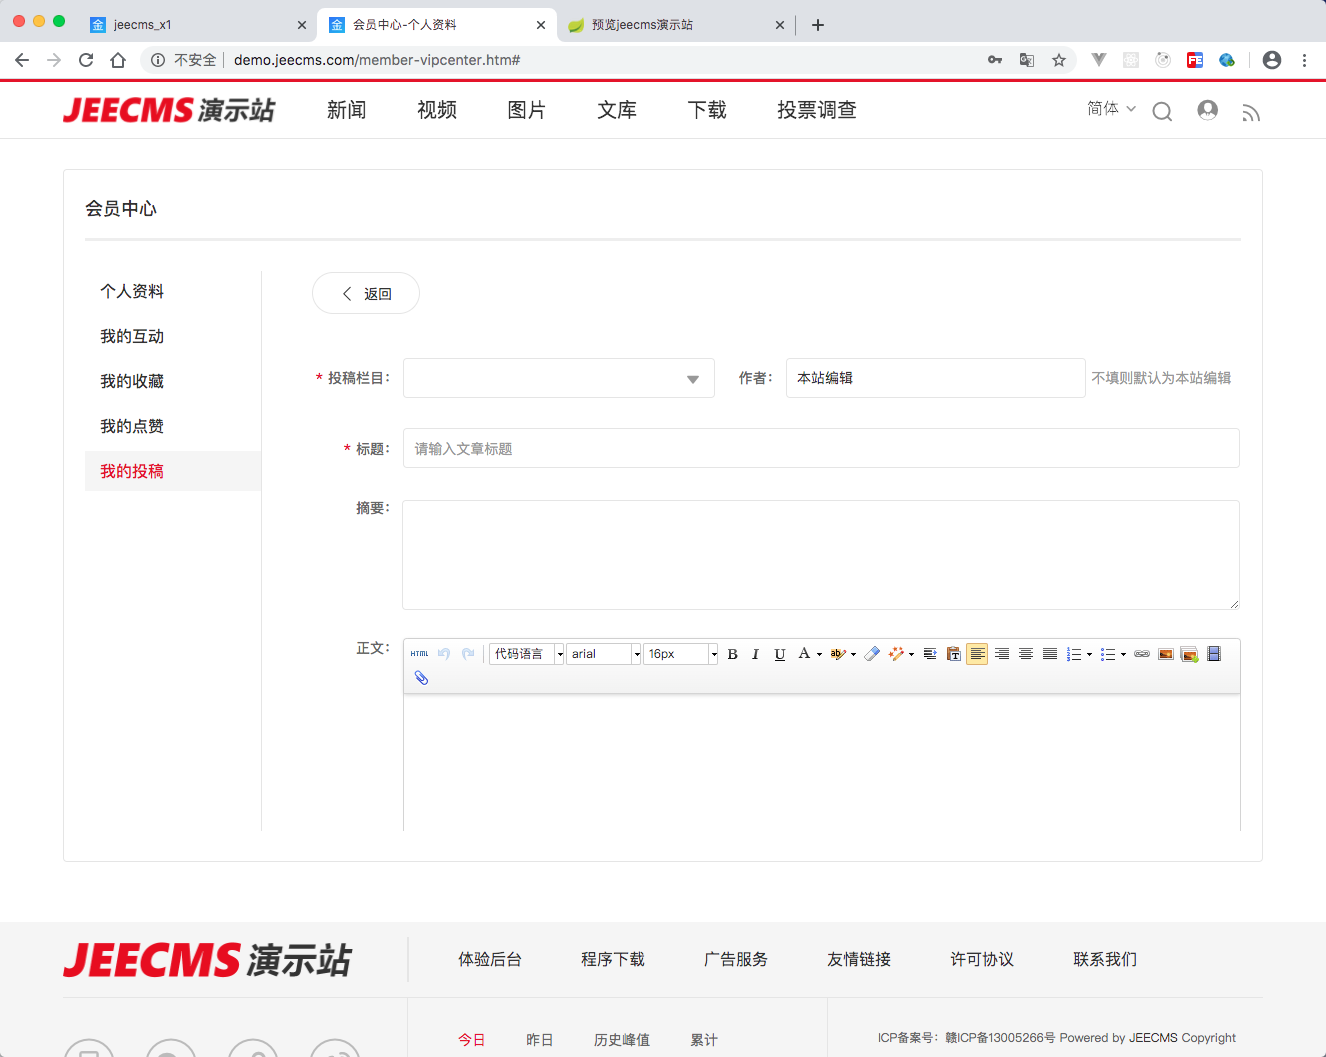 jeecms_x1
会员中心-个人资料
预览jeecms演示站
不安全
demo.jeecms.com/member-vipcenter.htm#
JEECMS 演示站
新闻
视频
图片
文库
下载
投票调查
简体
会员中心
个人资料
我的互动
我的收藏
我的点赞
我的投稿
返回
* 投稿栏目：
作者：
本站编辑
不填则默认为本站编辑
* 标题：
请输入文章标题
摘要：
正文：
HTML
代码语言
arial
16px
JEECMS 演示站
体验后台
程序下载
广告服务
友情链接
许可协议
联系我们
今日
昨日
历史峰值
累计
ICP备案号：赣ICP备13005266号 Powered by JEECMS Copyright